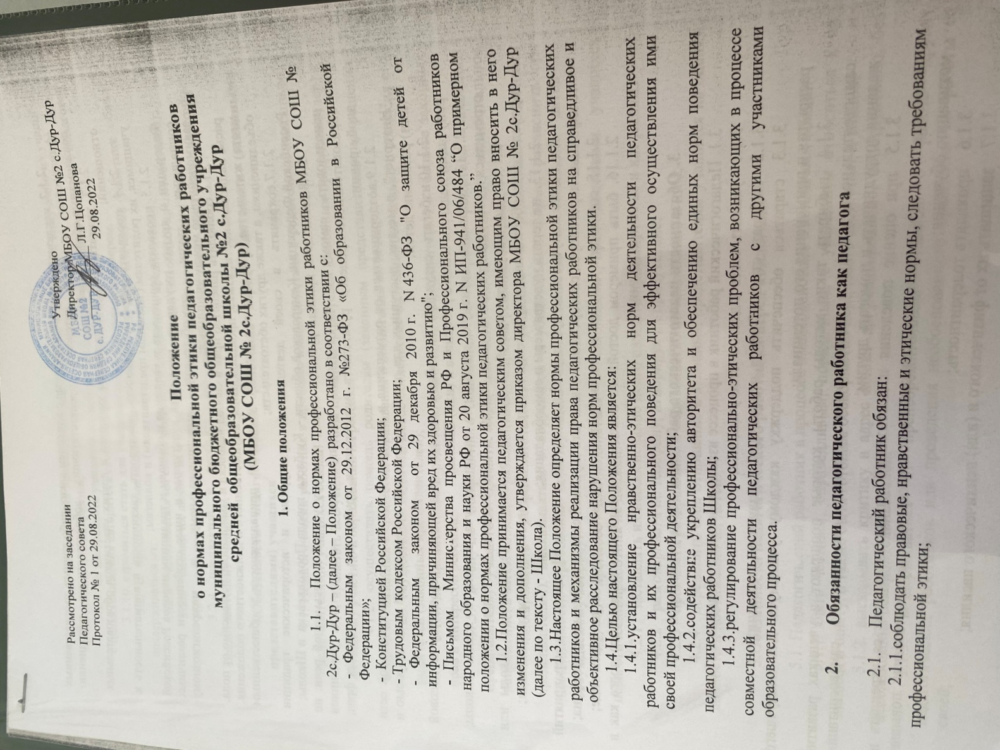 Рассмотрено на заседании
Педагогического совета
Протокол № 1 от 29.08.2022
Утверждено
Директор МБОУ СОШ №2 с.Дур-Дур
Л.Г.Цопанова
29.08.2022
СОШ №2
с. ДУР-ДУР
Положение
о нормах профессиональной этики педагогических работников
муниципального бюджетного общеобразовательного учреждения
средней общеобразовательной школы №2 с.Дур-Дур
(МБОУ СОШ № 2с.Дур-Дур)
1. Общие положения
1.1. Положение о нормах профессиональной этики работников МБОУ СОШ №
2с.Дур-Дур – (далее – Положение) разработано в соответствии с:
- Федеральным законом от 29.12.2012 г. №273-ФЗ «Об образовании в Российской
Федерации»;
- Конституцией Российской Федерации;
- Трудовым кодексом Российской Федерации;
- Федеральным законом от 29 декабря 2010 г. N 436-ФЗ "О защите детей от
информации, причиняющей вред их здоровью и развитию";
- Письмом Министерства просвещения РФ и Профессионального союза работников
народного образования и науки РФ от 20 августа 2019 г. N ИП-941/06/484 “О примерном
положении о нормах профессиональной этики педагогических работников.”
1.2.Положение принимается педагогическим советом, имеющим право вносить в него
изменения и дополнения, утверждается приказом директора МБОУ СОШ № 2с.Дур-Дур
(далее по тексту - Школа).
1.3.Настоящее Положение определяет нормы профессиональной этики педагогических
работников и механизмы реализации права педагогических работников на справедливое и
объективное расследование нарушения норм профессиональной этики.
1.4.Целью настоящего Положения является:
1.4.1.установление нравственно-этических норм деятельности педагогических
работников и их профессионального поведения для эффективного осуществления ими
своей профессиональной деятельности;
1.4.2.содействие укреплению авторитета и обеспечению единых норм поведения
педагогических работников Школы;
1.4.3.регулирование профессионально-этических проблем, возникающих в процессе
совместной деятельности педагогических работников с другими участниками
образовательного процесса.
2. Обязанности педагогического работника как педагога
2.1. Педагогический работник обязан:
2.1.1.соблюдать правовые, нравственные и этические нормы, следовать требованиям
профессиональной этики;